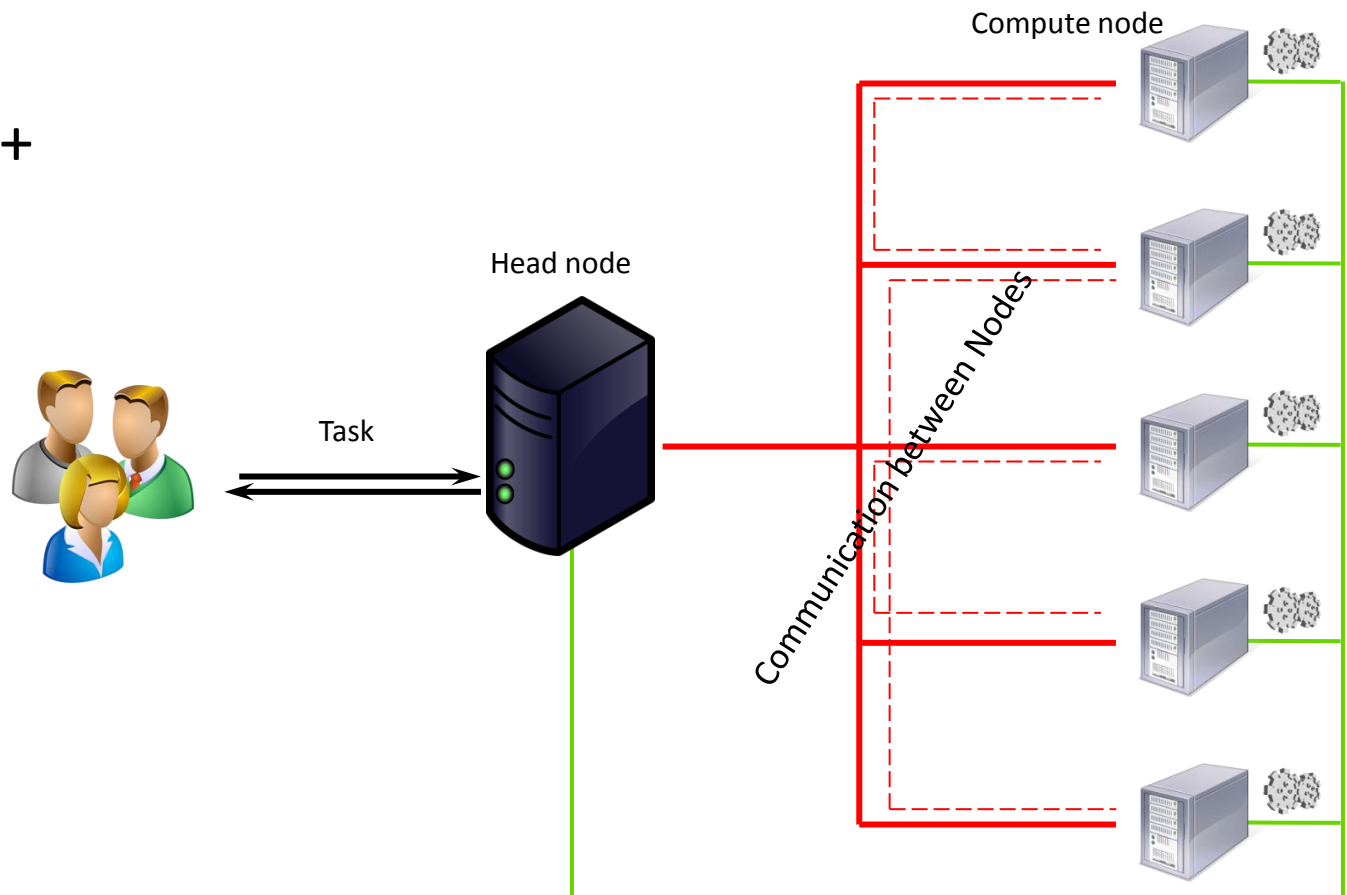 Compute node
+
Head node
Task
Communication between Nodes